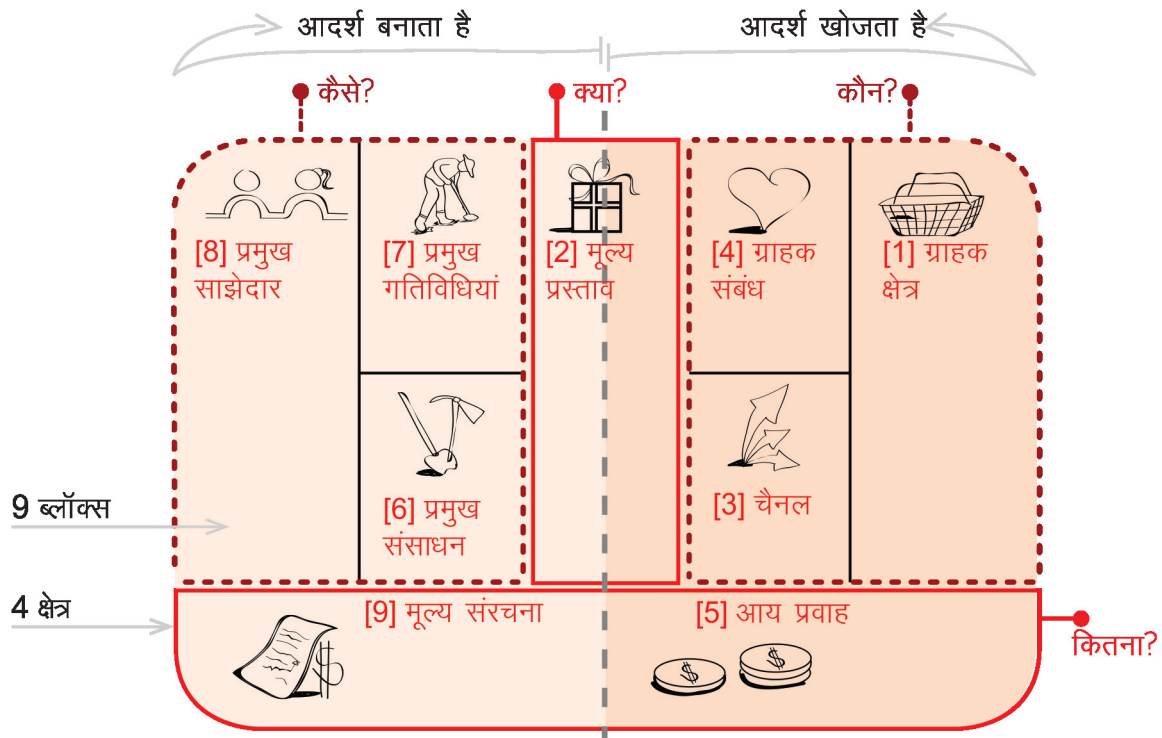 आदर्श बनाता है
आदर्श खोजता है
कैसे?
क्या?
कौन?
[8] प्रमुख
साझेदार
[7] प्रमुख
गतिविधियां
[2] मूल्य
प्रस्ताव
[4] ग्राहक
संबंध
[1] ग्राहक
क्षेत्र
9 ब्लॉक्स
[6] प्रमुख
संसाधन
[3] चैनल
4 क्षेत्र
[9] मूल्य संरचना
[5] आय प्रवाह
कितना?
$
$
$